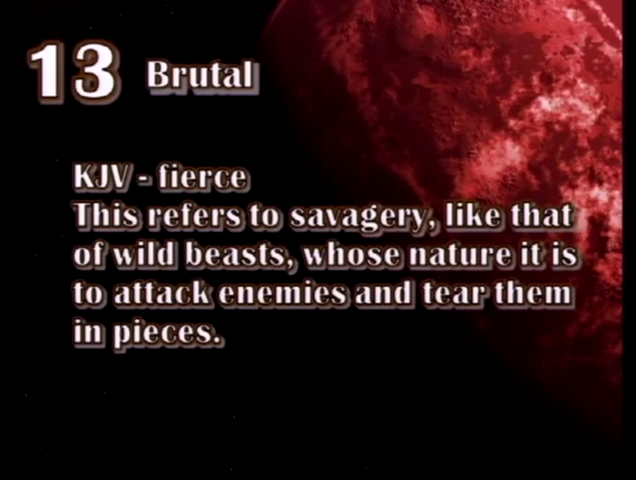 13 Brutal
KJV - fierce
This refers to savagery, like that
of wild beasts, whose nature it is
to attack enemies and tear them
in pieces.